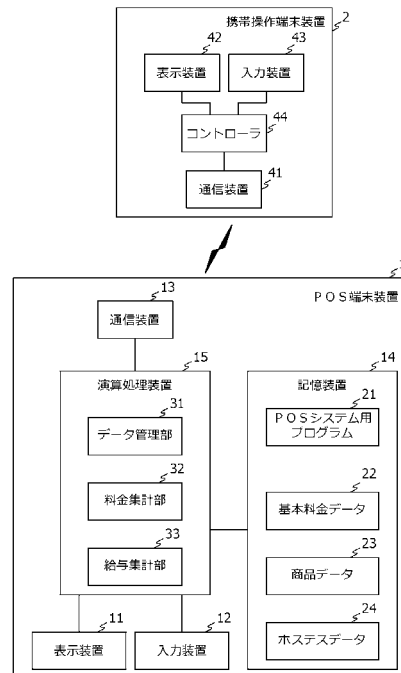 携帯操作端末装置
2
42
43
表示装置
入力装置
44
コントローラ
41
通信装置
POS端末装置
13
通信装置
15
14
演算処理装置
記憶装置
31
21
データ管理部
POSシステム用
プログラム
32
22
料金集計部
基本料金データ
33
23
給与集計部
商品データ
24
ホステスデータ
11
12
表示装置
入力装置